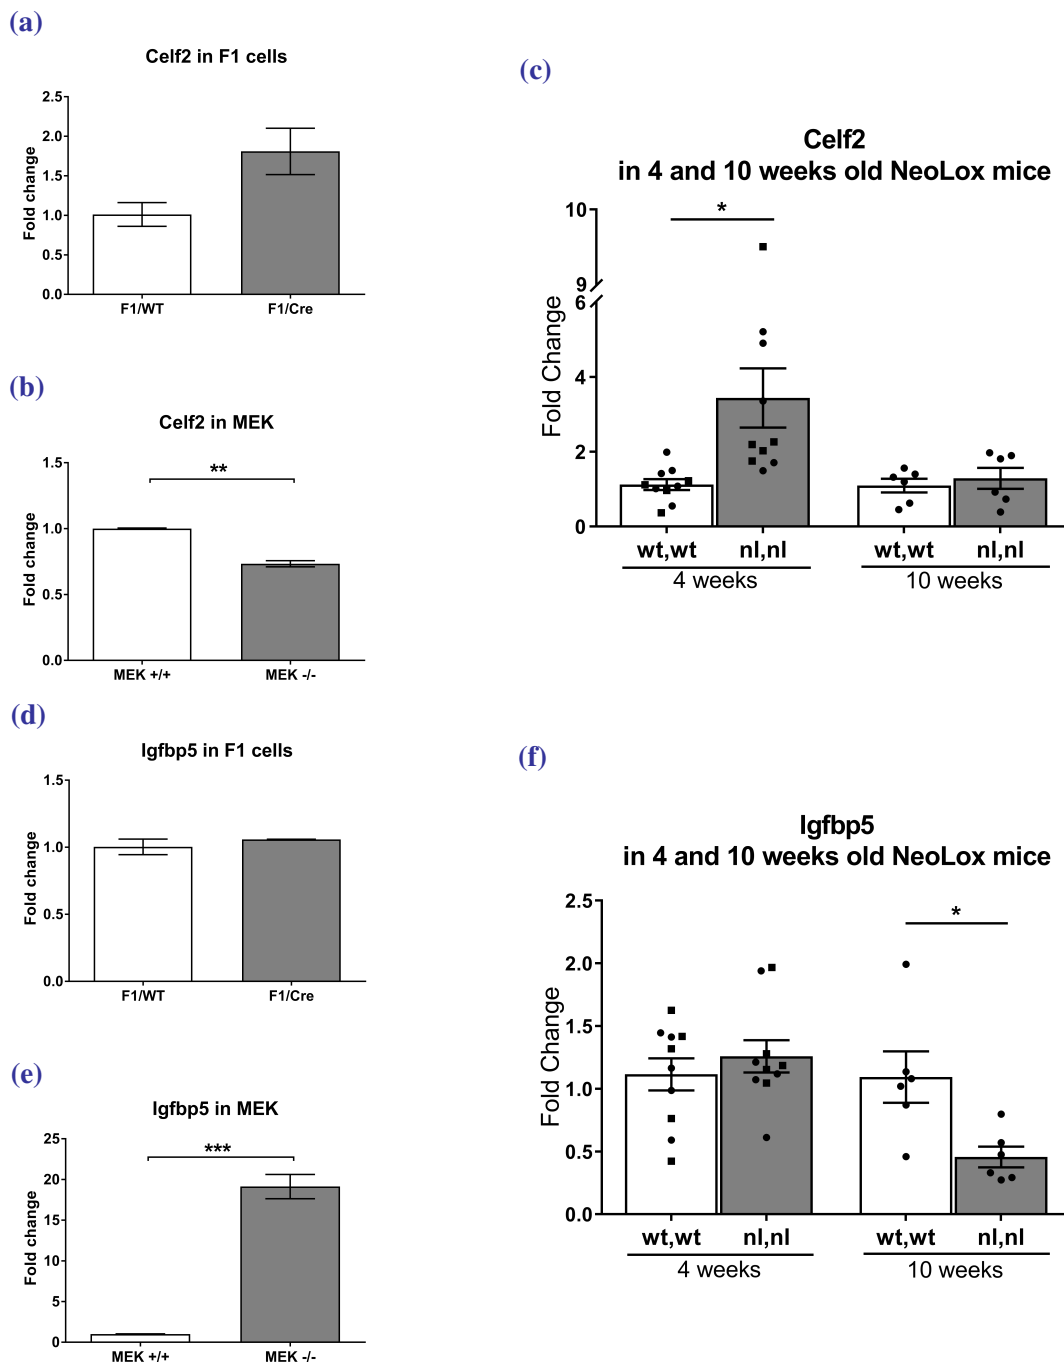 (a)
Celf2 in F1 cells
Fold change
2.5
2.0
1.5
1.0
0.5
0.0
F1/WT F1/Cre
(b)
Celf2 in MEK
**
Fold change
1.5
1.0
0.5
0.0
MEK +/+ MEK -/-
(c)
Celf2
in 4 and 10 weeks old NeoLox mice
*
Fold Change
10
9
6
4
2
0
wt,wt nl,nl wt,wt nl,nl
4 weeks 10 weeks
(d)
Igfbp5 in F1 cells
Fold change
1.5
1.0
0.5
0.0
F1/WT F1/Cre
(e)
Igfbp5 in MEK
***
Fold change
25
20
15
10
5
0
MEK +/+ MEK -/-
(f)
Igfbp5
in 4 and 10 weeks old NeoLox mice
*
Fold Change
2.5
2.0
1.5
1.0
0.5
0.0
wt,wt nl,nl wt,wt nl,nl
4 weeks 10 weeks